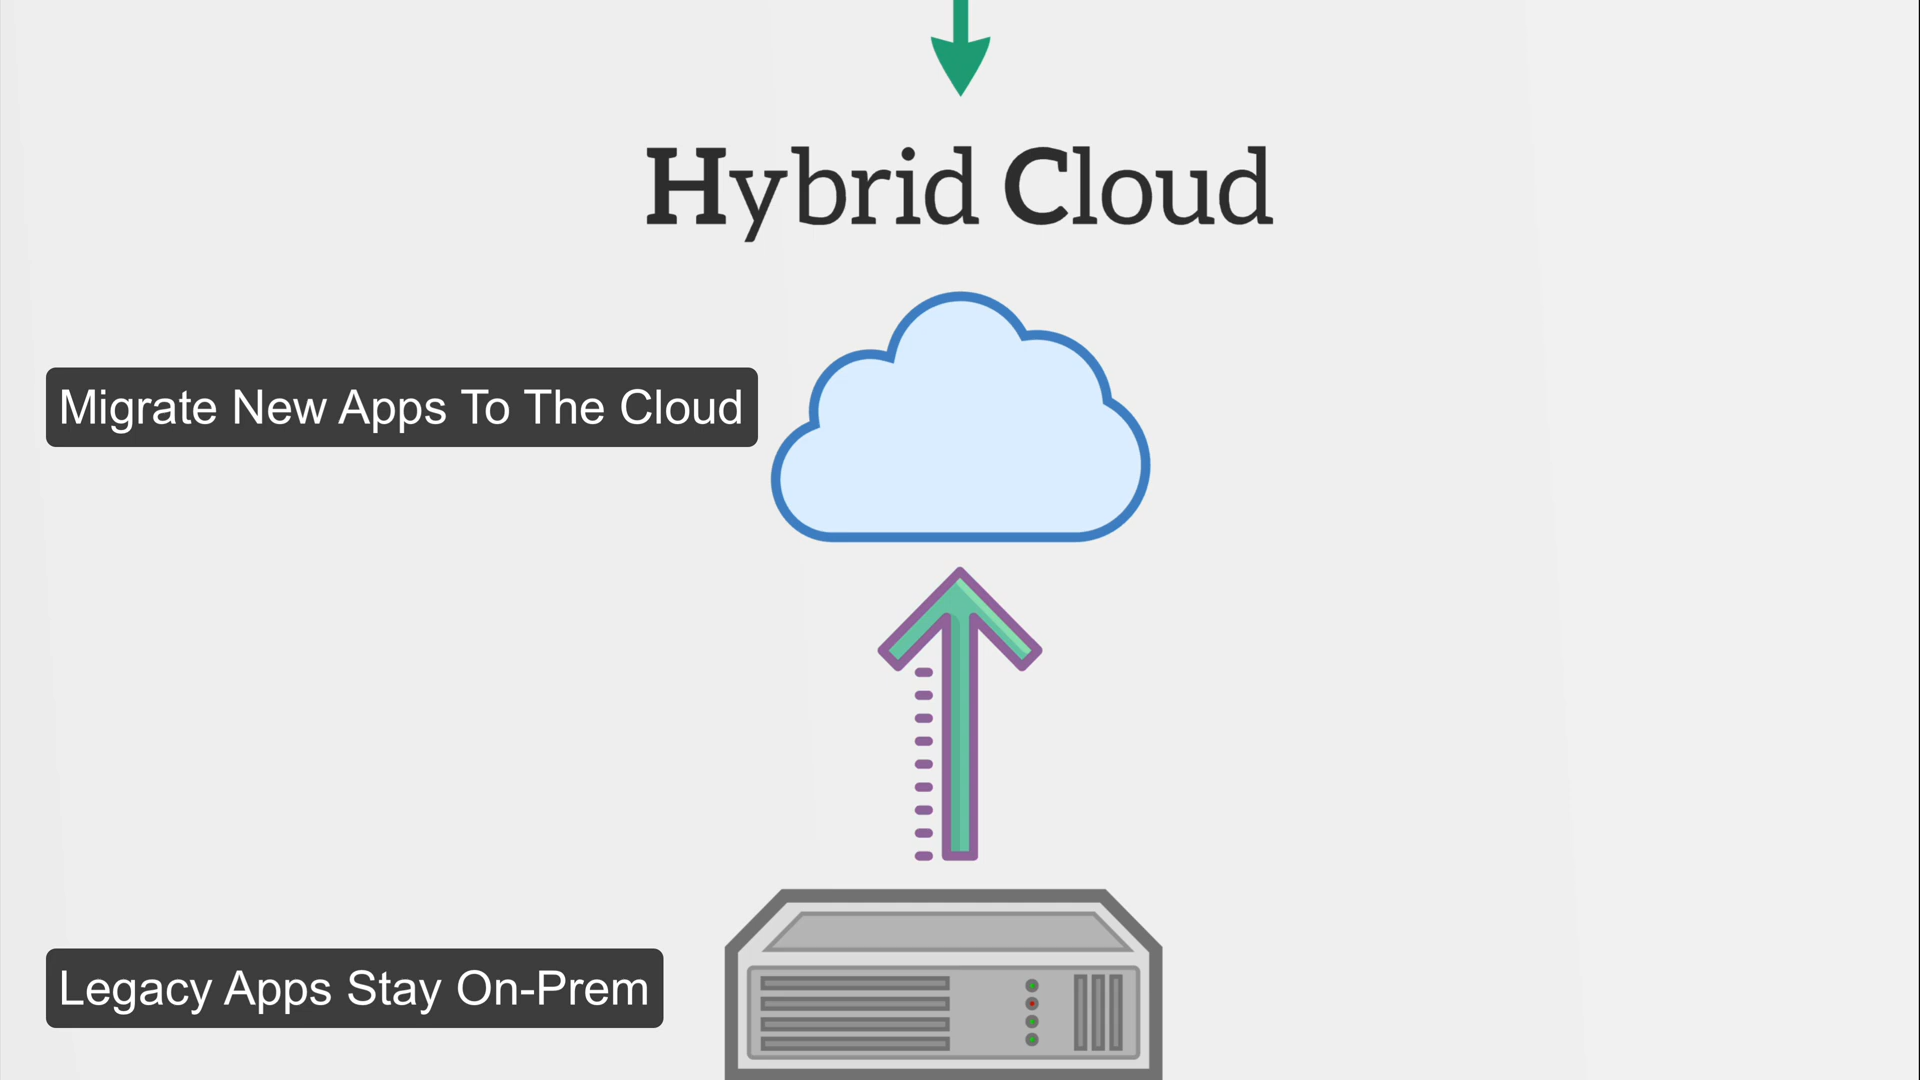 Hybrid Cloud
Migrate New Apps To The Cloud
Legacy Apps Stay On-Prem